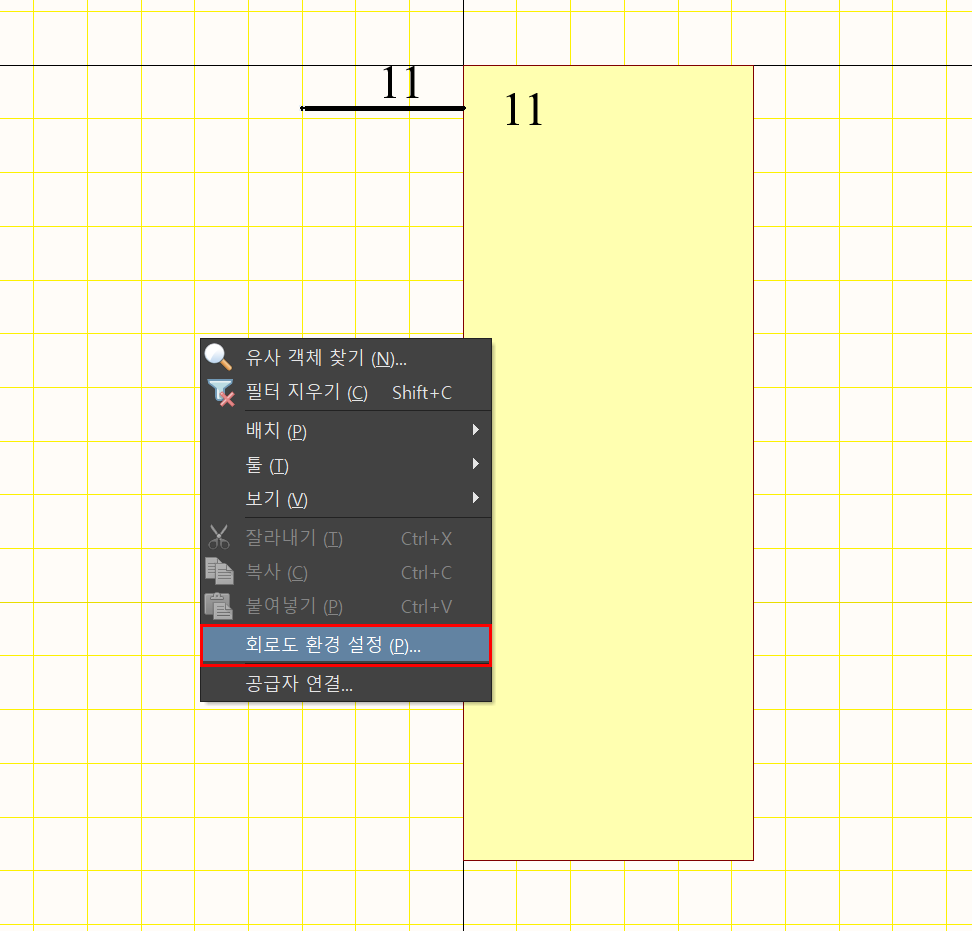 11
11
유사 객체 찾기 (N)...
필터 지우기 (C) Shift+C
배치 (P)
툴 (T)
보기 (V)
잘라내기 (T) Ctrl+X
복사 (C) Ctrl+C
붙여넣기 (P) Ctrl+V
회로도 환경 설정 (P)...
공급자 연결...